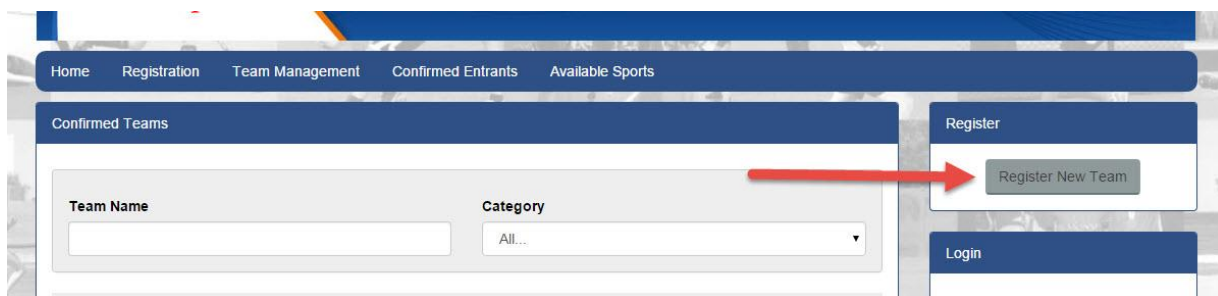 Home Registration Team Management Confirmed Entrants Available Sports
Confirmed Teams
Team Name
Category
All...
Register
Register New Team
Login